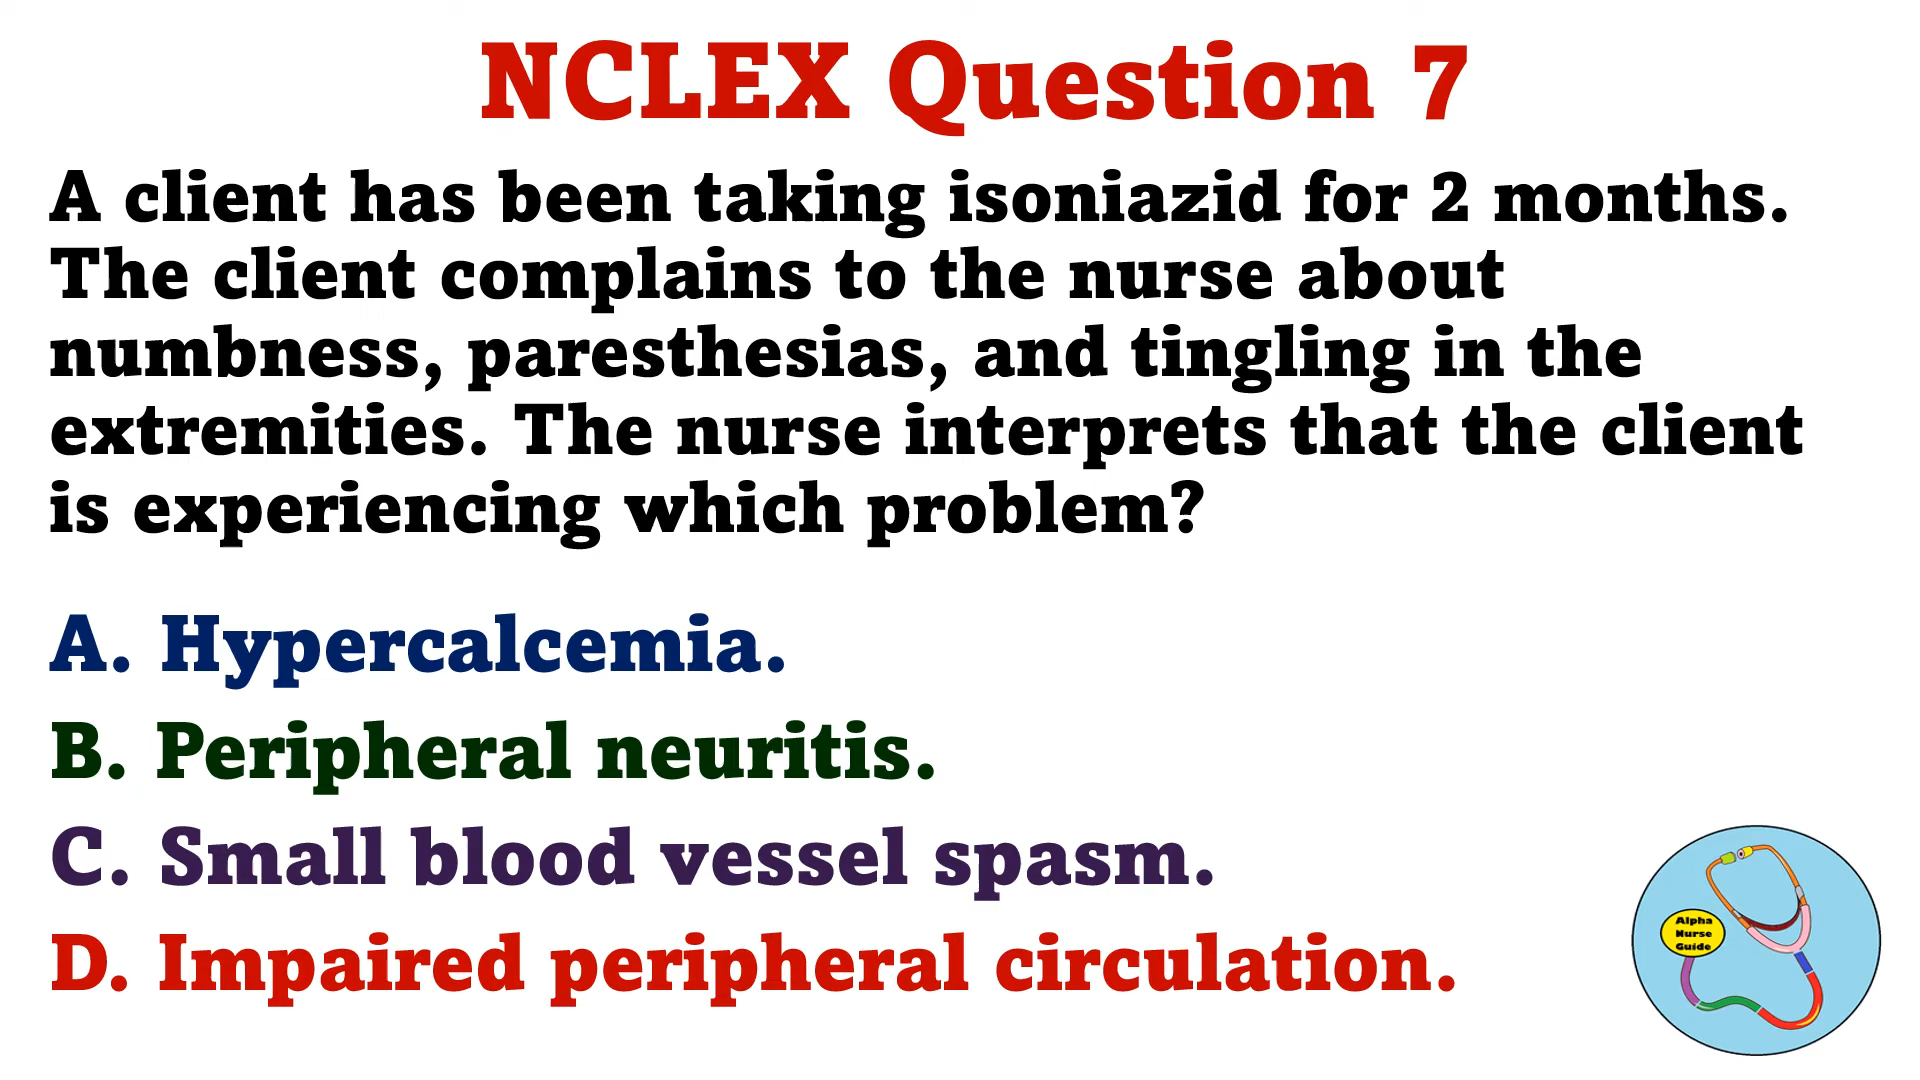 NCLEX Question 7
A client has been taking isoniazid for 2 months.
The client complains to the nurse about
numbness, paresthesias, and tingling in the
extremities. The nurse interprets that the client
is experiencing which problem?
A. Hypercalcemia.
B. Peripheral neuritis.
C. Small blood vessel spasm.
D. Impaired peripheral circulation.
Alpha
Nurse
Guide